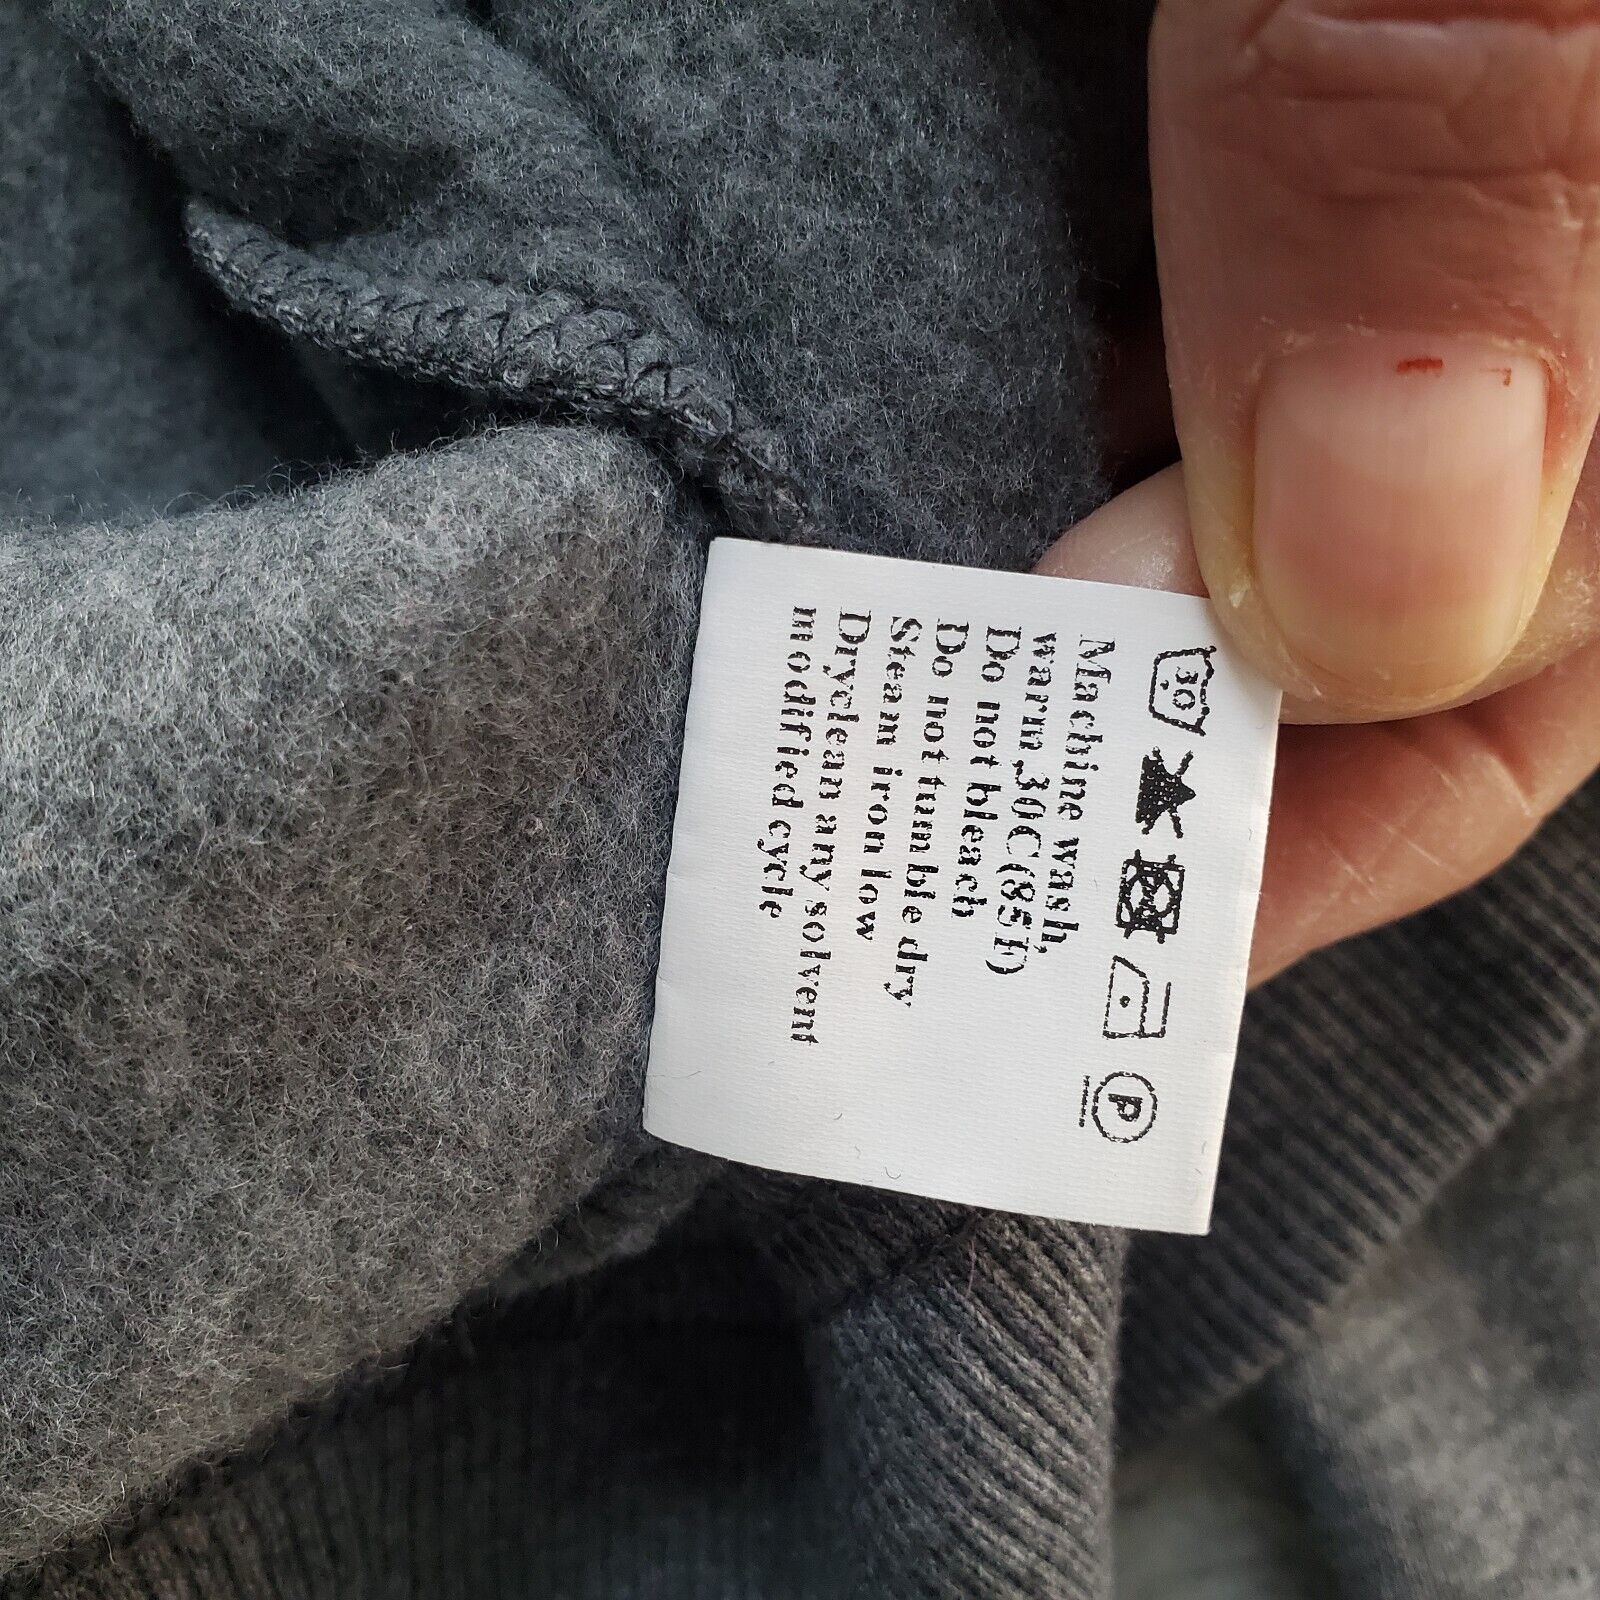 30
P
Machine wash,
warm 30C(85F)
Do not bleach
Do not tumble dry
Steam iron low
Dryclean any solvent
modified cycle